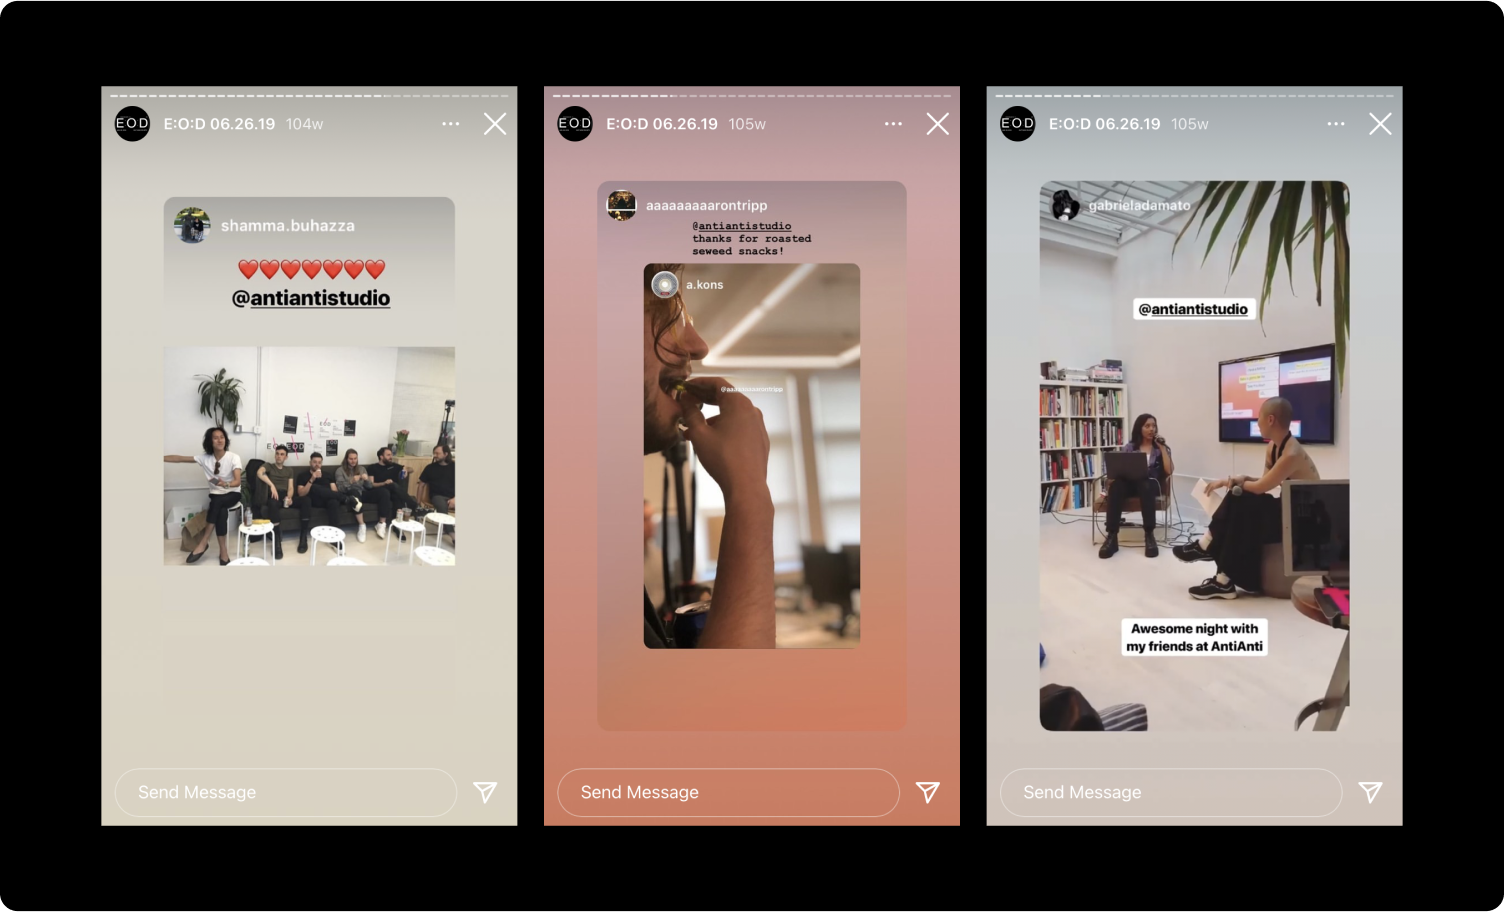 EOD
E:O:D 06.26.19 104w
shamma.buhazza
@antiantistudio
EODEOD
Send Message
EOD
E:O:D 06.26.19 105w
aaaaaaaaarontripp
@antiantistudio
thanks for roasted
seweed snacks!
a.kons
Send Message
EOD
E:O:D 06.26.19 105w
gabrieladamato
@antiantistudio
Awesome night with
my friends at AntiAnti
Send Message